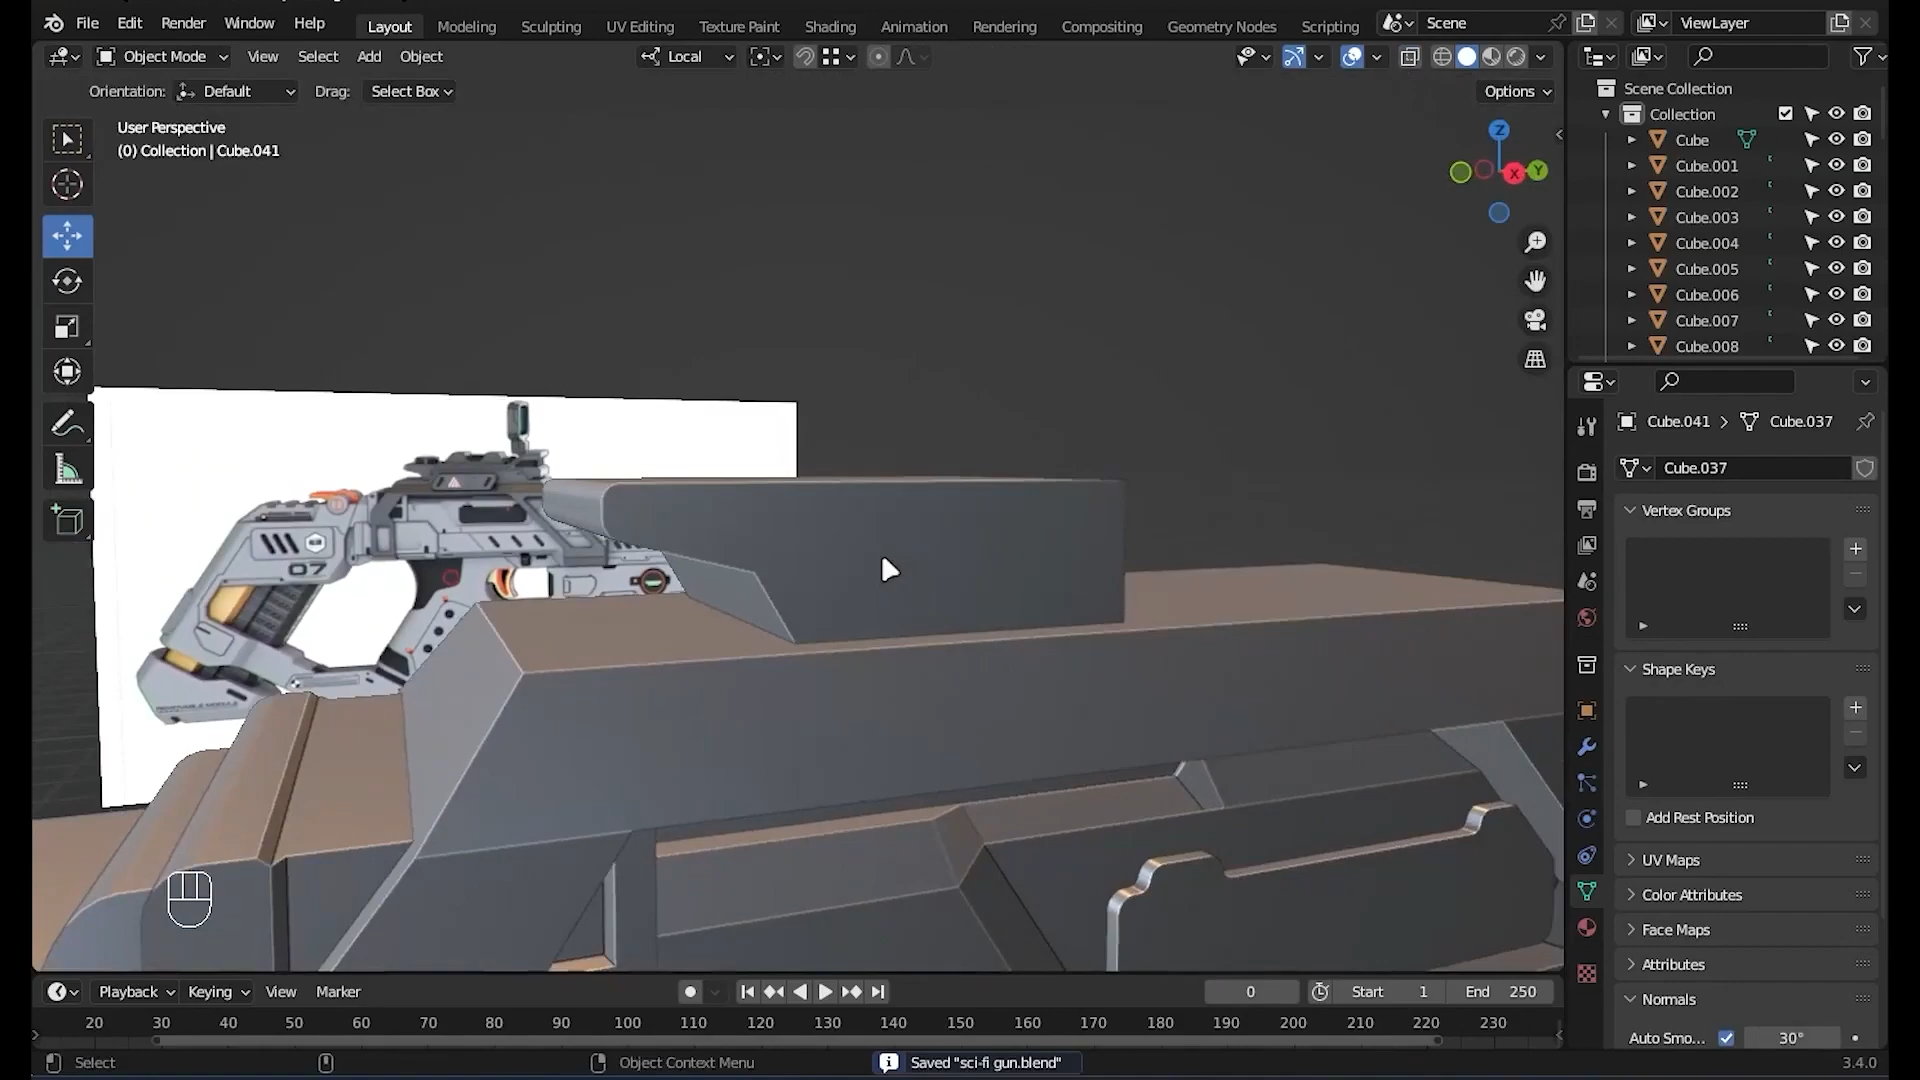 File Edit Render Window Help Layout Modeling Sculpting UV Editing Texture Paint Shading Animation Rendering Compositing Geometry Nodes Scripting Scene ViewLayer
Object Mode View Select Add Object Local
Orientation: Default Drag: Select Box Options
User Perspective
(0) Collection | Cube.041
Z
X
Y
07
Scene Collection
Collection
Cube
Cube.001
Cube.002
Cube.003
Cube.004
Cube.005
Cube.006
Cube.007
Cube.008
Cube.041 > Cube.037
Cube.037
Vertex Groups
Shape Keys
Add Rest Position
UV Maps
Color Attributes
Face Maps
Attributes
Normals
Auto Smo... 30°
Playback Keying View Marker 0 Start 1 End 250
20 30 40 50 60 70 80 90 100 110 120 130 140 150 160 170 180 190 200 210 220 230
Select Object Context Menu Saved "sci-fi gun.blend" 3.4.0